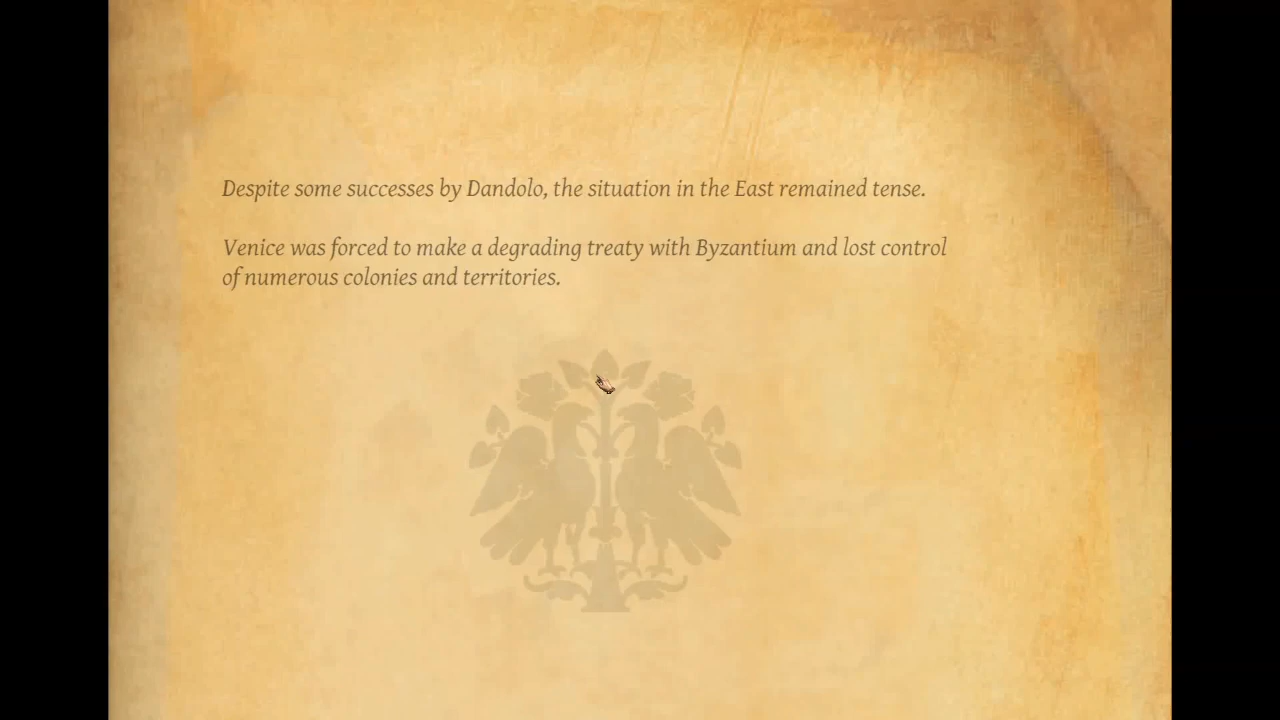 Despite some successes by Dandolo, the situation in the East remained tense.
Venice was forced to make a degrading treaty with Byzantium and lost control
of numerous colonies and territories.